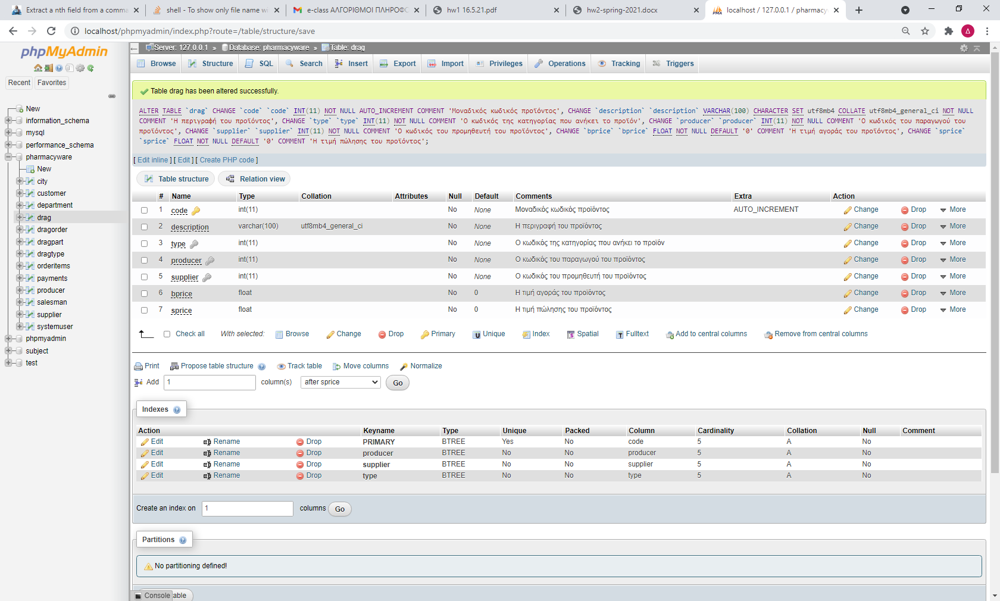 Extract a nth field from a comma
shell - To show only file name wi
e-class ΑΛΓΟΡΙΘΜΟΙ ΠΛΗΡΟΦΟ
hw1 16.5.21.pdf
hw2-spring-2021.docx
localhost / 127.0.0.1 / pharmacy
localhost/phpmyadmin/index.php?route=/table/structure/save
Δ
phpMyAdmin
Recent Favorites
New
information_schema
mysql
performance_schema
pharmacyware
New
city
customer
department
drag
dragorder
dragpart
dragtype
orderitems
payments
producer
salesman
supplier
systemuser
phpmyadmin
subject
test
Server: 127.0.0.1 » Database: pharmacyware » Table: drag
Browse Structure SQL Search Insert Export Import Privileges Operations Tracking Triggers
Table drag has been altered successfully.
ALTER TABLE `drag` CHANGE `code` `code` INT(11) NOT NULL AUTO_INCREMENT COMMENT 'Μοναδικός κωδικός προϊόντος', CHANGE `description` `description` VARCHAR(100) CHARACTER SET utf8mb4 COLLATE utf8mb4_general_ci NOT
NULL COMMENT 'Η περιγραφή του προϊόντος', CHANGE `type` `type` INT(11) NOT NULL COMMENT 'Ο κωδικός της κατηγορίας που ανήκει το προϊόν', CHANGE `producer` `producer` INT(11) NOT NULL COMMENT 'Ο κωδικός του παραγωγού του
προϊόντος', CHANGE `supplier` `supplier` INT(11) NOT NULL COMMENT 'Ο κωδικός του προμηθευτή του προϊόντος', CHANGE `bprice` `bprice` FLOAT NOT NULL DEFAULT '0' COMMENT 'Η τιμή αγοράς του προϊόντος', CHANGE `sprice`
`sprice` FLOAT NOT NULL DEFAULT '0' COMMENT 'Η τιμή πώλησης του προϊόντος';
[ Edit inline ] [ Edit ] [ Create PHP code ]
Table structure Relation view
# Name Type Collation Attributes Null Default Comments Extra Action
1 code int(11) No None Μοναδικός κωδικός προϊόντος AUTO_INCREMENT Change Drop More
2 description varchar(100) utf8mb4_general_ci No None Η περιγραφή του προϊόντος Change Drop More
3 type int(11) No None Ο κωδικός της κατηγορίας που ανήκει το προϊόν Change Drop More
4 producer int(11) No None Ο κωδικός του παραγωγού του προϊόντος Change Drop More
5 supplier int(11) No None Ο κωδικός του προμηθευτή του προϊόντος Change Drop More
6 bprice float No 0 Η τιμή αγοράς του προϊόντος Change Drop More
7 sprice float No 0 Η τιμή πώλησης του προϊόντος Change Drop More
Check all With selected: Browse Change Drop Primary Unique Index Spatial Fulltext Add to central columns Remove from central columns
Print Propose table structure Track table Move columns Normalize
Add 1 column(s) after sprice Go
Indexes
Action Keyname Type Unique Packed Column Cardinality Collation Null Comment
Edit Rename Drop PRIMARY BTREE Yes No code 5 A No
Edit Rename Drop producer BTREE No No producer 5 A No
Edit Rename Drop supplier BTREE No No supplier 5 A No
Edit Rename Drop type BTREE No No type 5 A No
Create an index on 1 columns Go
Partitions
No partitioning defined!
Console able